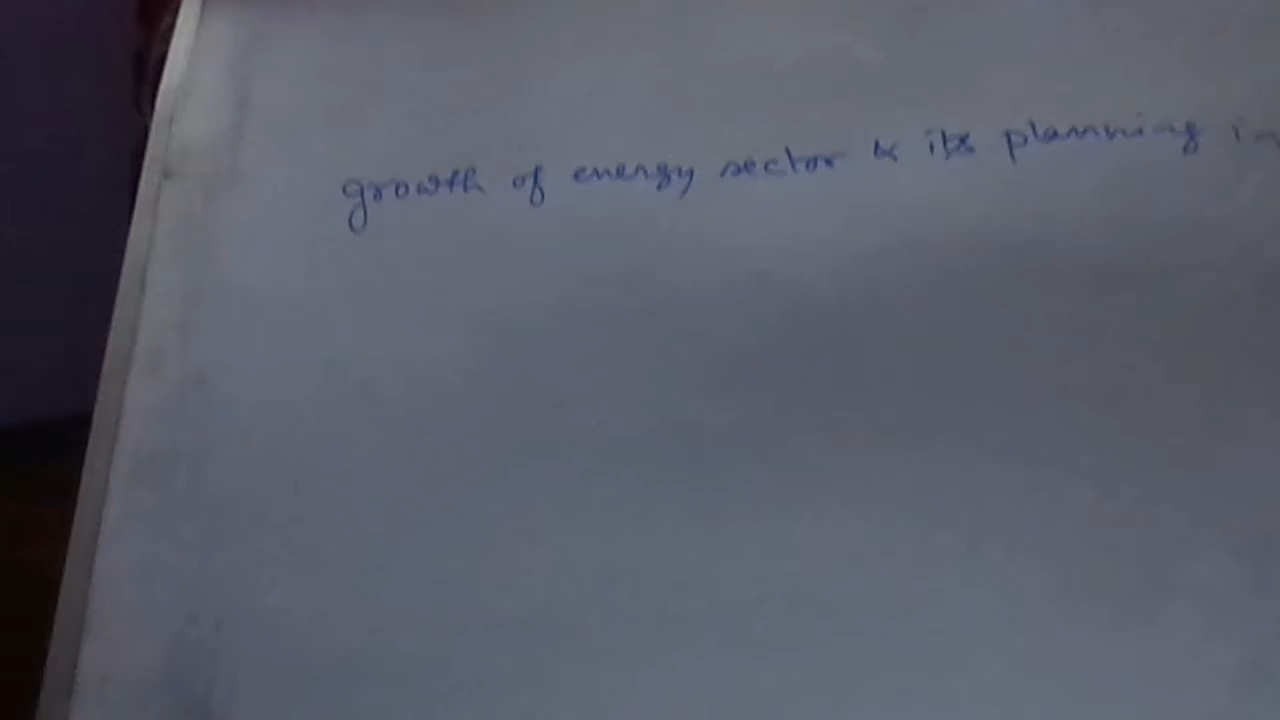 growth of energy sector & its planning